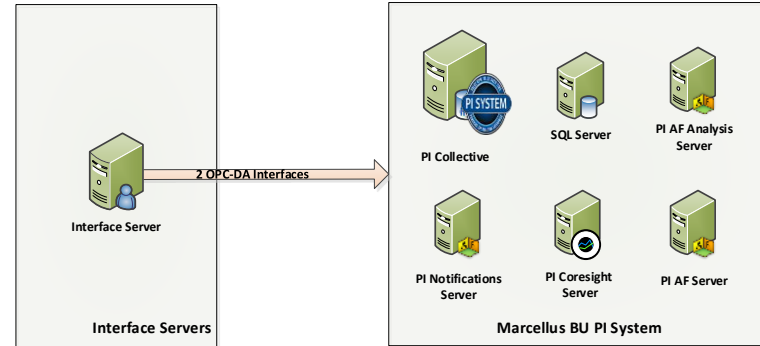 PI SYSTEM
PI Collective
SQL Server
PI AF Analysis
Server
Interface Server
2 OPC-DA Interfaces
PI Notifications
Server
PI Coresight
Server
PI AF Server
Interface Servers
Marcellus BU PI System